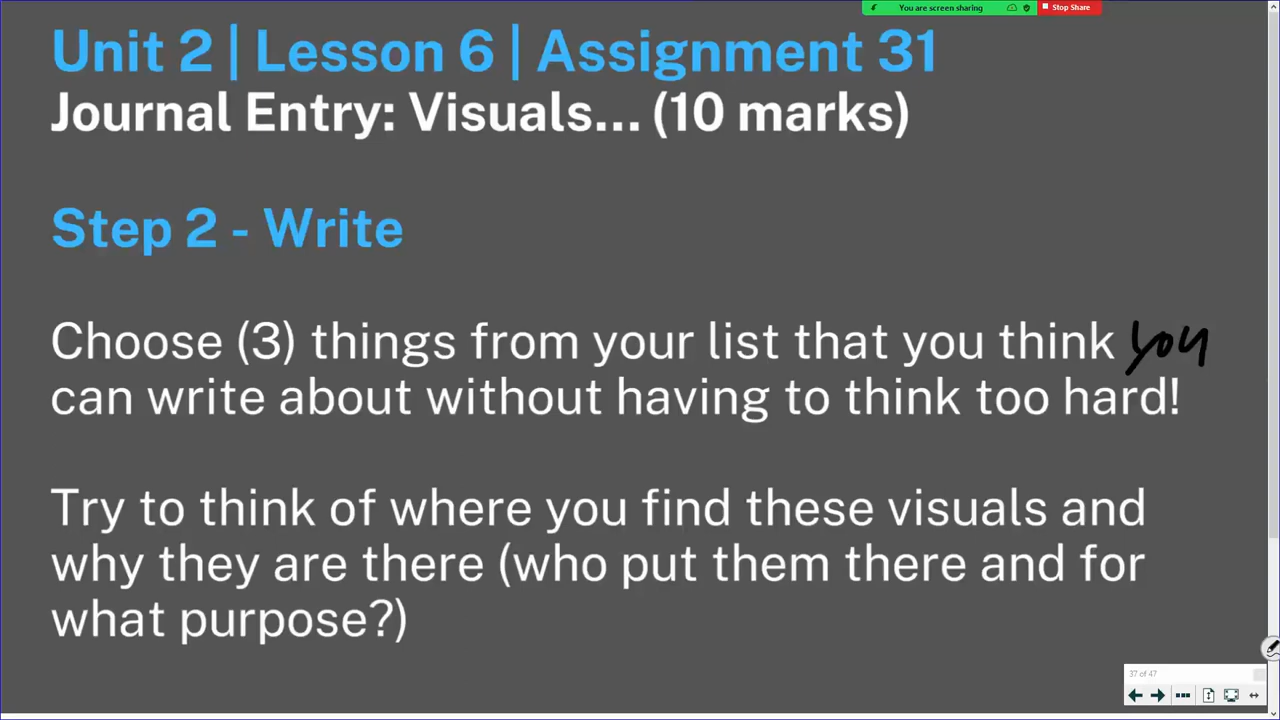 You are screen sharing
Stop Share
Unit 2 | Lesson 6 | Assignment 31
Journal Entry: Visuals... (10 marks)
Step 2 - Write
Choose (3) things from your list that you think you
can write about without having to think too hard!
Try to think of where you find these visuals and
why they are there (who put them there and for
what purpose?)
37 of 47